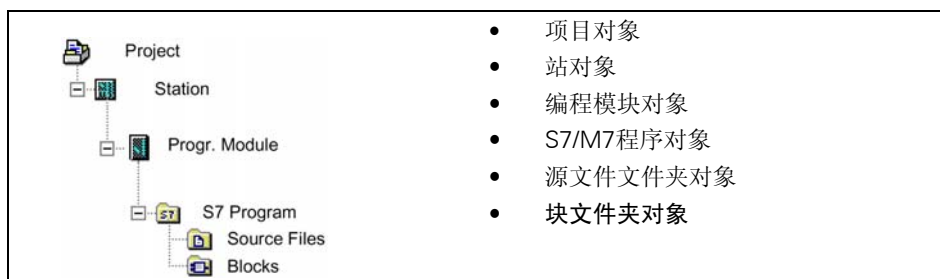 Project
Station
Progr. Module
S7 Program
Source Files
Blocks
• 项目对象
• 站对象
• 编程模块对象
• S7/M7程序对象
• 源文件文件夹对象
• 块文件夹对象